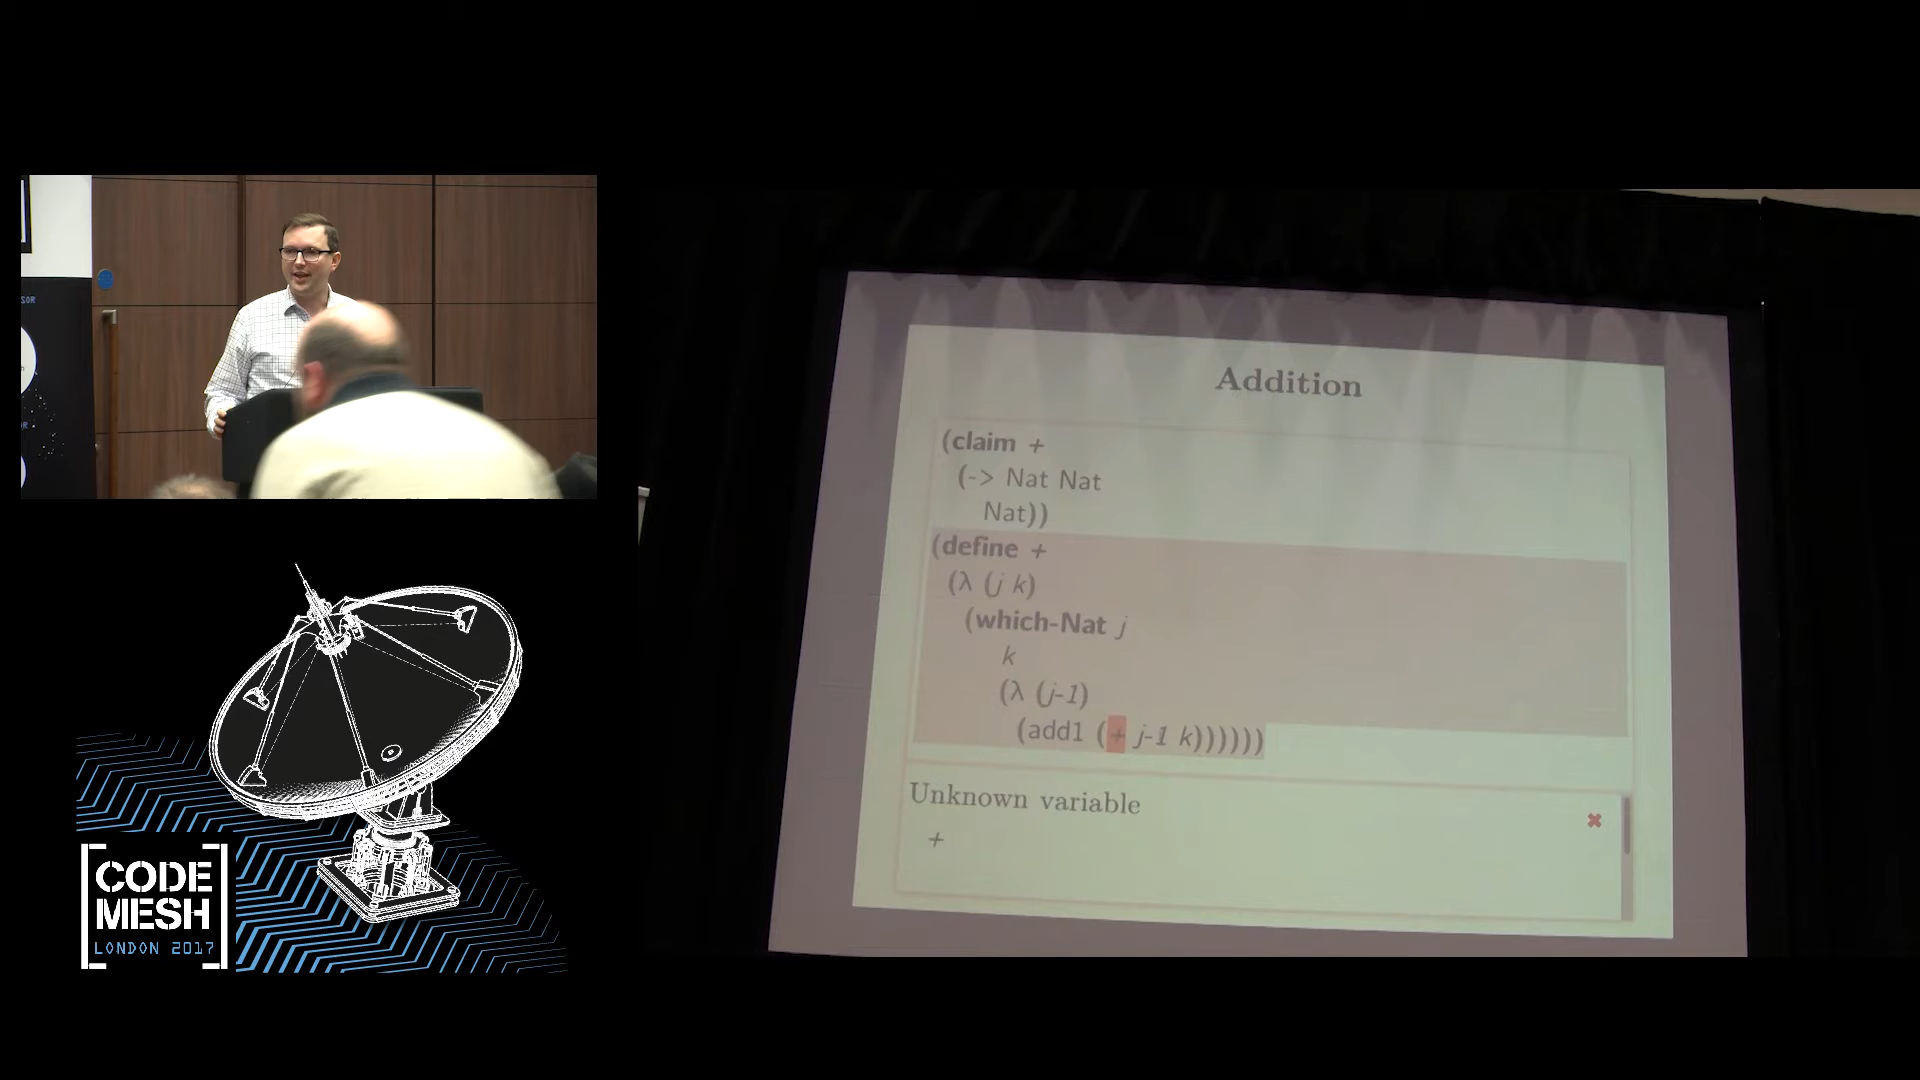 Addition
(claim +
(-> Nat Nat
Nat))
(define +
(λ (j k)
(which-Nat j
k
(λ (j-1)
(add1 (+ j-1 k))))))
Unknown variable
+
CODE
MESH
LONDON 2017